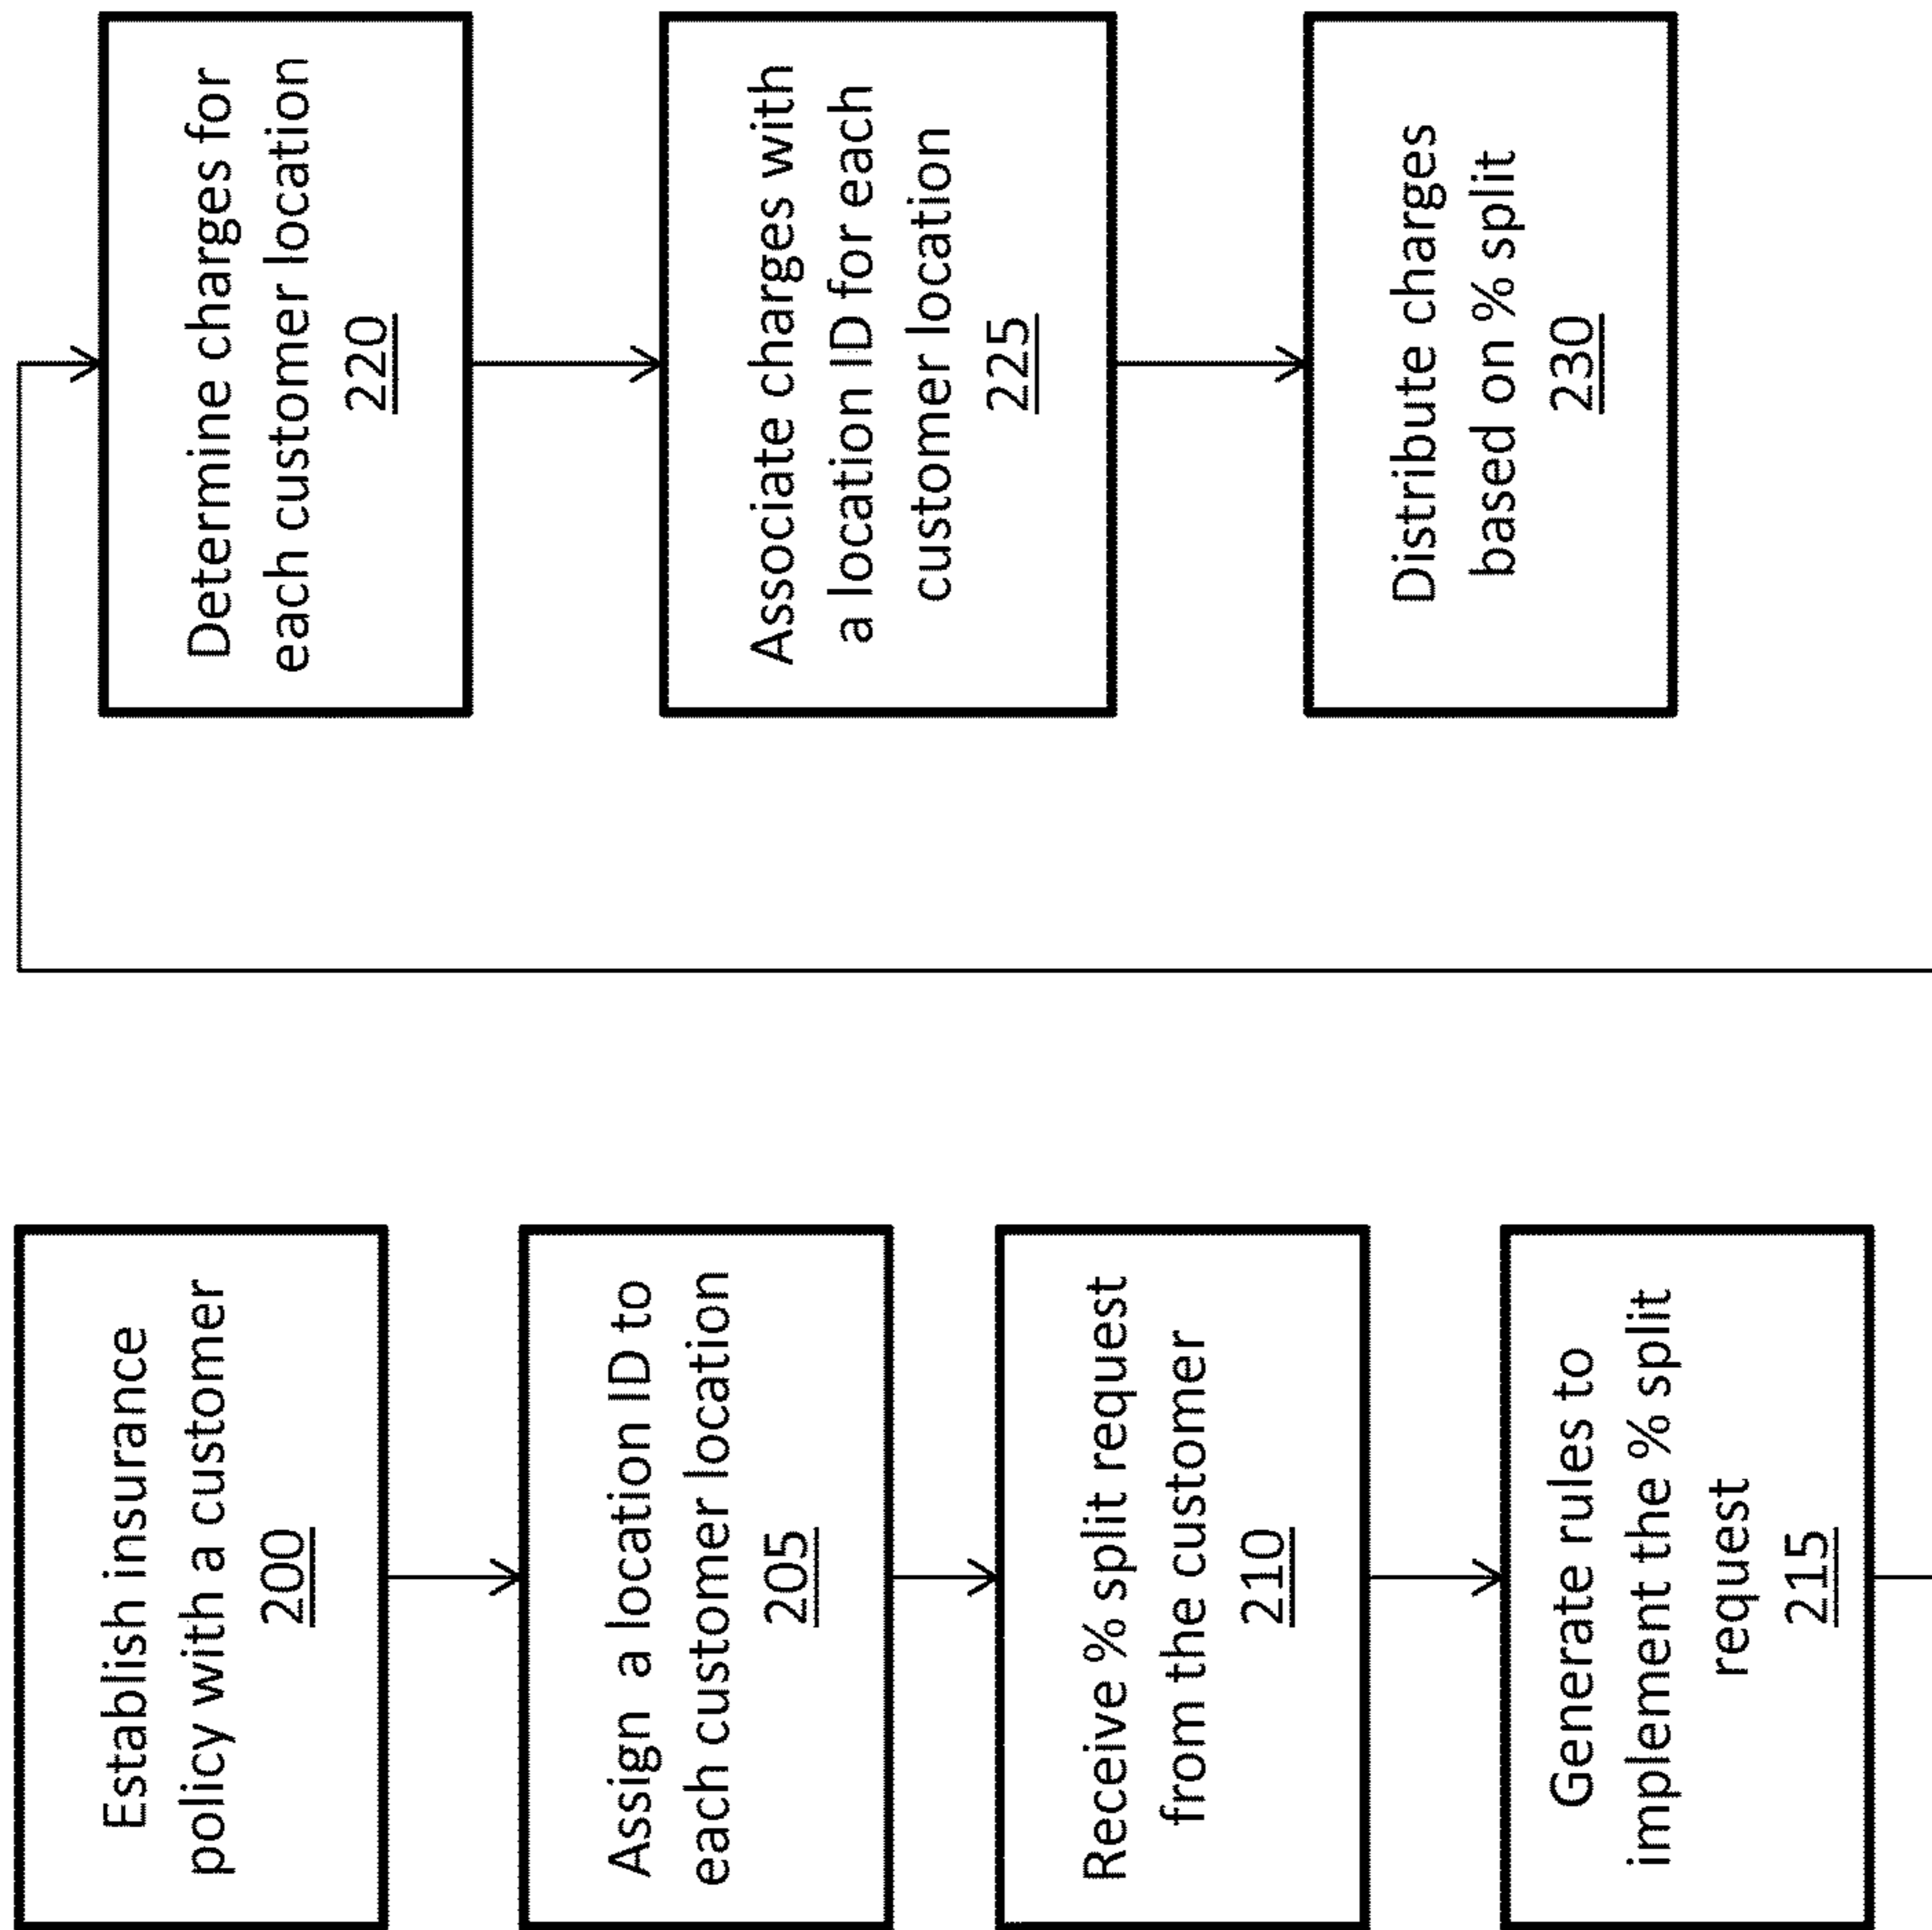 Establish insurance
policy with a customer
200
Assign a location ID to
each customer location
205
Receive % split request
from the customer
210
Generate rules to
implement the % split
request
215
Determine charges for
each customer location
220
Associate charges with
a location ID for each
customer location
225
Distribute charges
based on % split
230